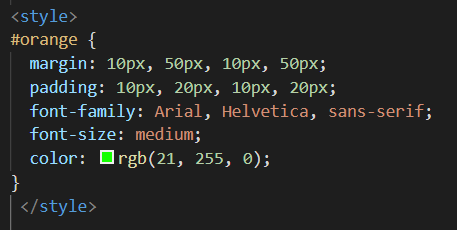 <style>
#orange {
margin: 10px, 50px, 10px, 50px;
padding: 10px, 20px, 10px, 20px;
font-family: Arial, Helvetica, sans-serif;
font-size: medium;
color: rgb(21, 255, 0);
}
</style>